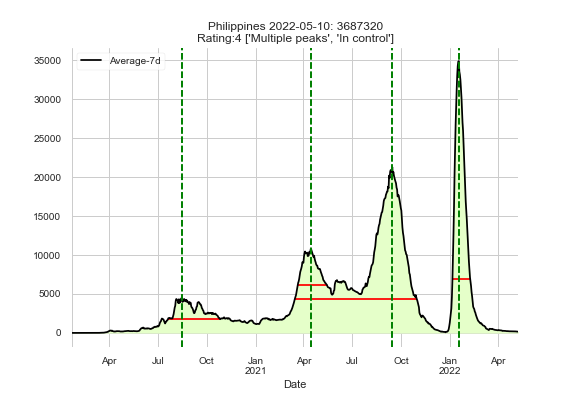 Philippines 2022-05-10: 3687320
Rating:4 ['Multiple peaks', 'In control']
Average-7d
35000
30000
25000
20000
15000
10000
5000
0
Apr Jul Oct Jan Apr Jul Oct Jan Apr
2021 2022
Date